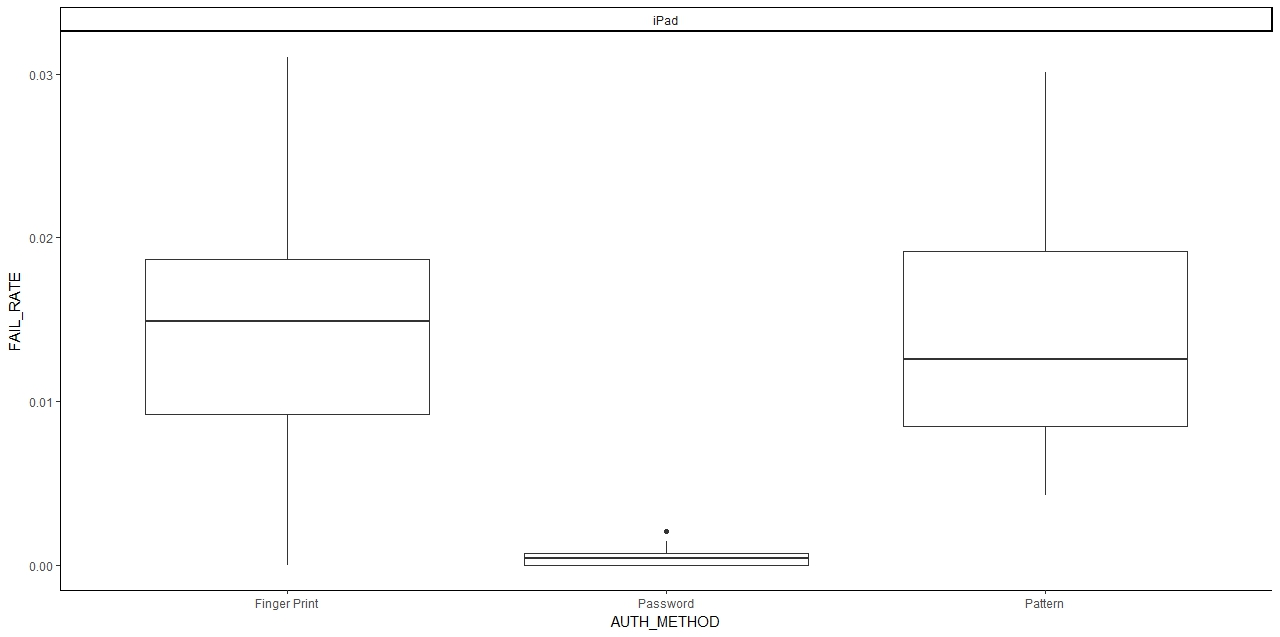 iPad
0.03
0.02
0.01
0.00
FAIL_RATE
Finger Print Password Pattern
AUTH_METHOD